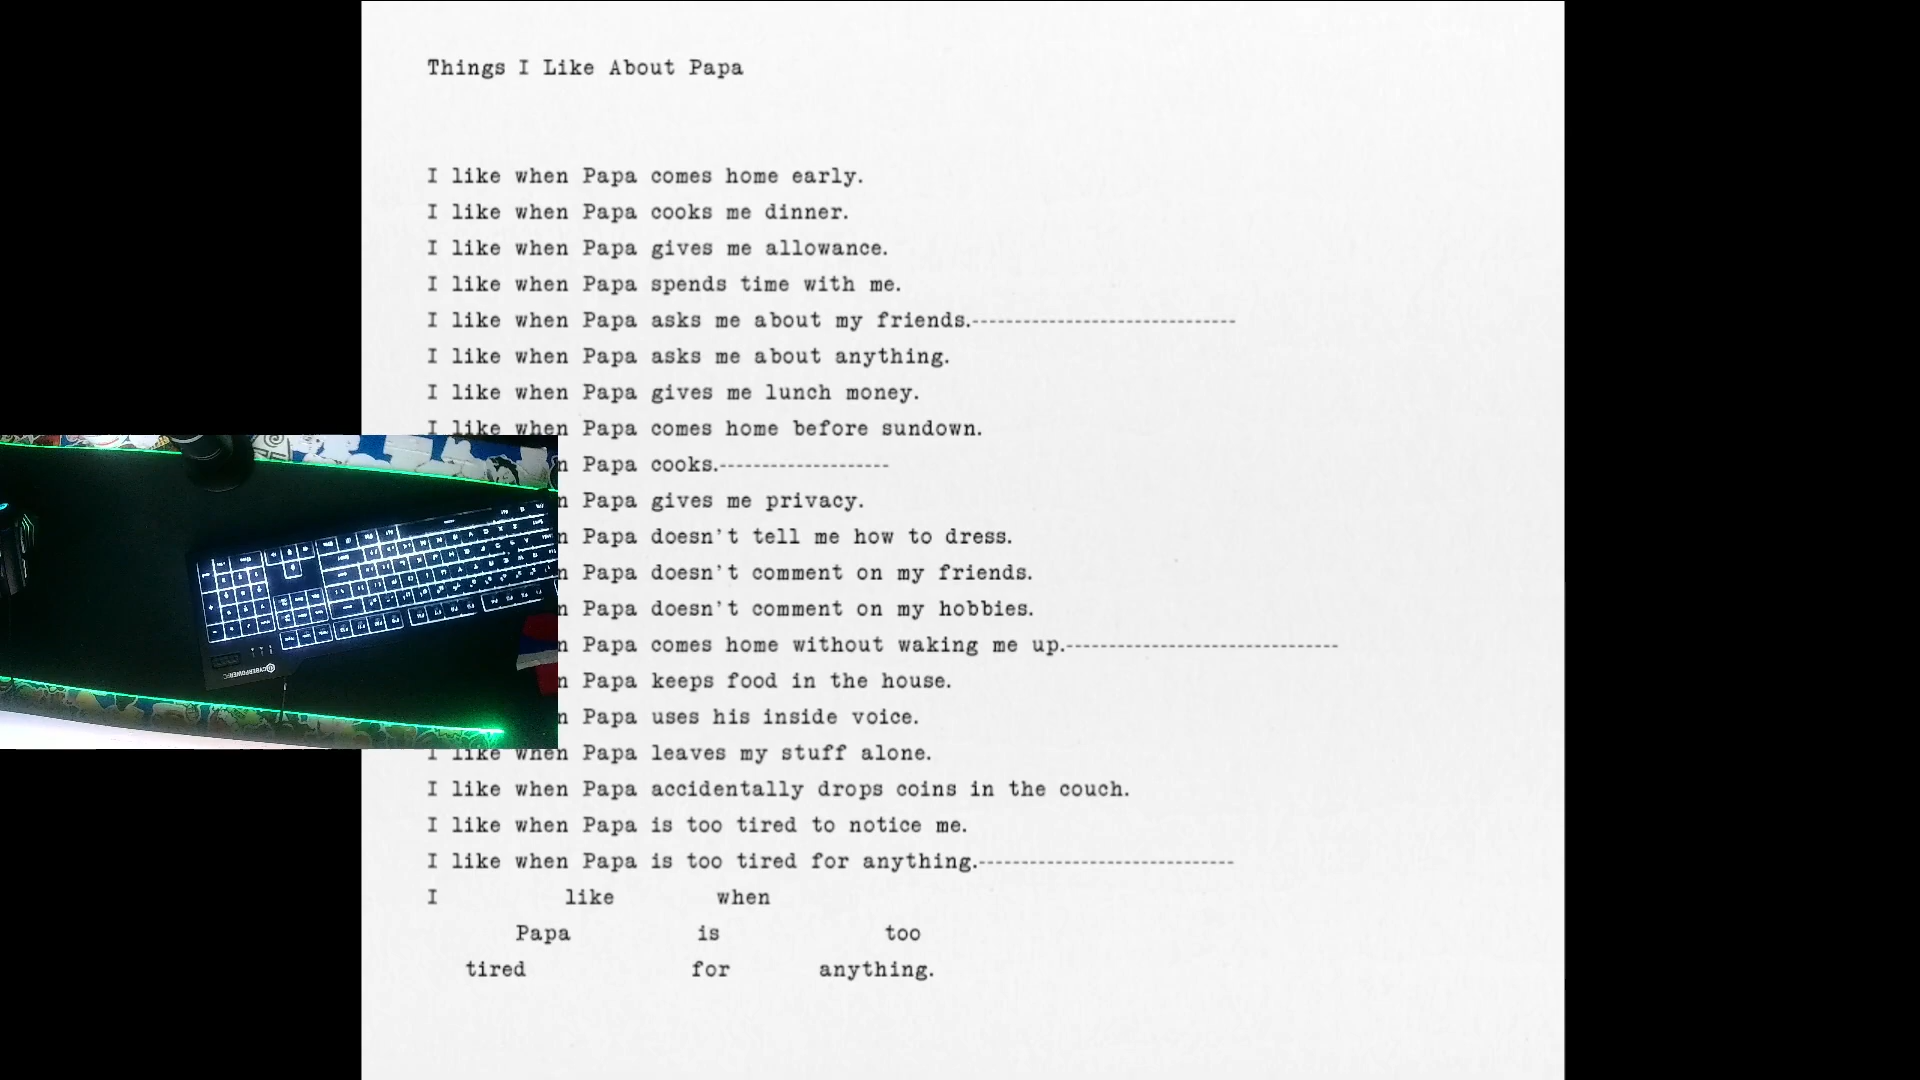 Things I Like About Papa
I like when Papa comes home early.
I like when Papa cooks me dinner.
I like when Papa gives me allowance.
I like when Papa spends time with me.
I like when Papa asks me about my friends.-------------------------------
I like when Papa asks me about anything.
I like when Papa gives me lunch money.
I like when Papa comes home before sundown.
n Papa cooks.--------------------
n Papa gives me privacy.
n Papa doesn't tell me how to dress.
n Papa doesn't comment on my friends.
n Papa doesn't comment on my hobbies.
n Papa comes home without waking me up.--------------------------------
n Papa keeps food in the house.
n Papa uses his inside voice.
I like when Papa leaves my stuff alone.
I like when Papa accidentally drops coins in the couch.
I like when Papa is too tired to notice me.
I like when Papa is too tired for anything.------------------------------
I like when
Papa is too
tired for anything.
CYBERPOWERPC